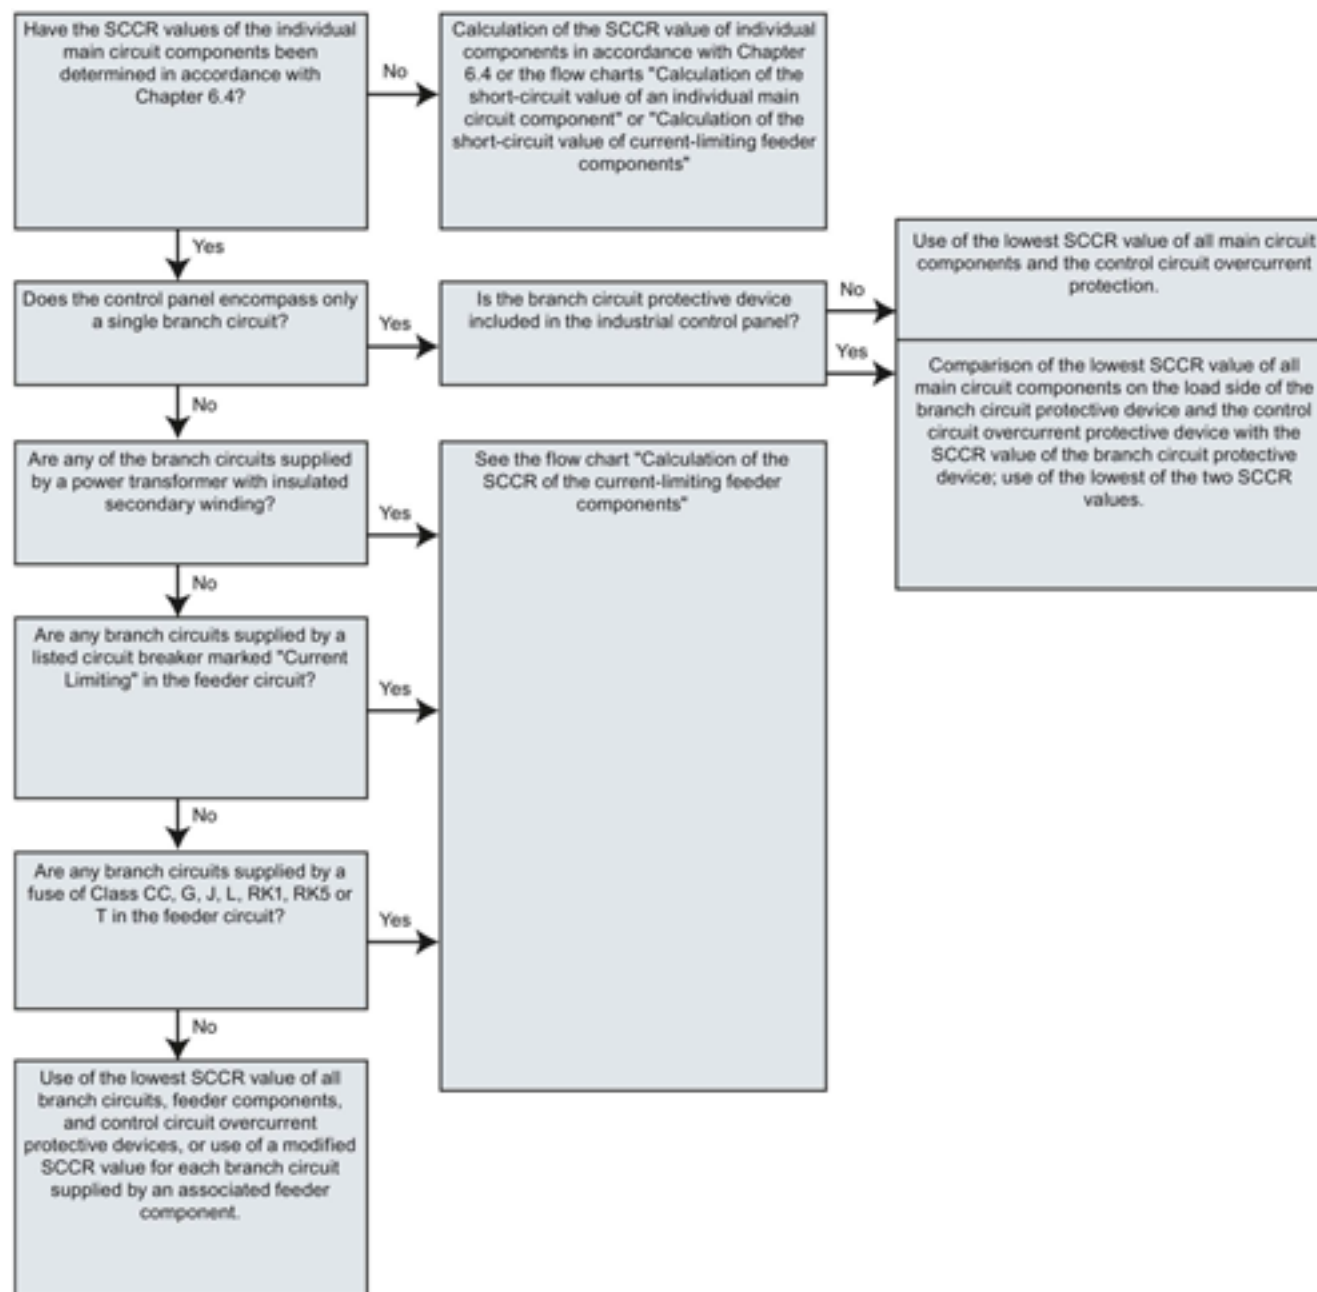 Have the SCCR values of the individual
main circuit components been
determined in accordance with
Chapter 6.4?
No
Calculation of the SCCR value of individual
components in accordance with Chapter
6.4 or the flow charts "Calculation of the
short-circuit value of an individual main
circuit component" or "Calculation of the
short-circuit value of current-limiting feeder
components"
Yes
Does the control panel encompass only
a single branch circuit?
Yes
Is the branch circuit protective device
included in the industrial control panel?
No
Use of the lowest SCCR value of all main circuit
components and the control circuit overcurrent
protection.
Yes
Comparison of the lowest SCCR value of all
main circuit components on the load side of the
branch circuit protective device and the control
circuit overcurrent protective device with the
SCCR value of the branch circuit protective
device; use of the lowest of the two SCCR
values.
No
Are any of the branch circuits supplied
by a power transformer with insulated
secondary winding?
Yes
See the flow chart "Calculation of the
SCCR of the current-limiting feeder
components"
No
Are any branch circuits supplied by a
listed circuit breaker marked "Current
Limiting" in the feeder circuit?
Yes
No
Are any branch circuits supplied by a
fuse of Class CC, G, J, L, RK1, RK5 or
T in the feeder circuit?
Yes
No
Use of the lowest SCCR value of all
branch circuits, feeder components,
and control circuit overcurrent
protective devices, or use of a modified
SCCR value for each branch circuit
supplied by an associated feeder
component.